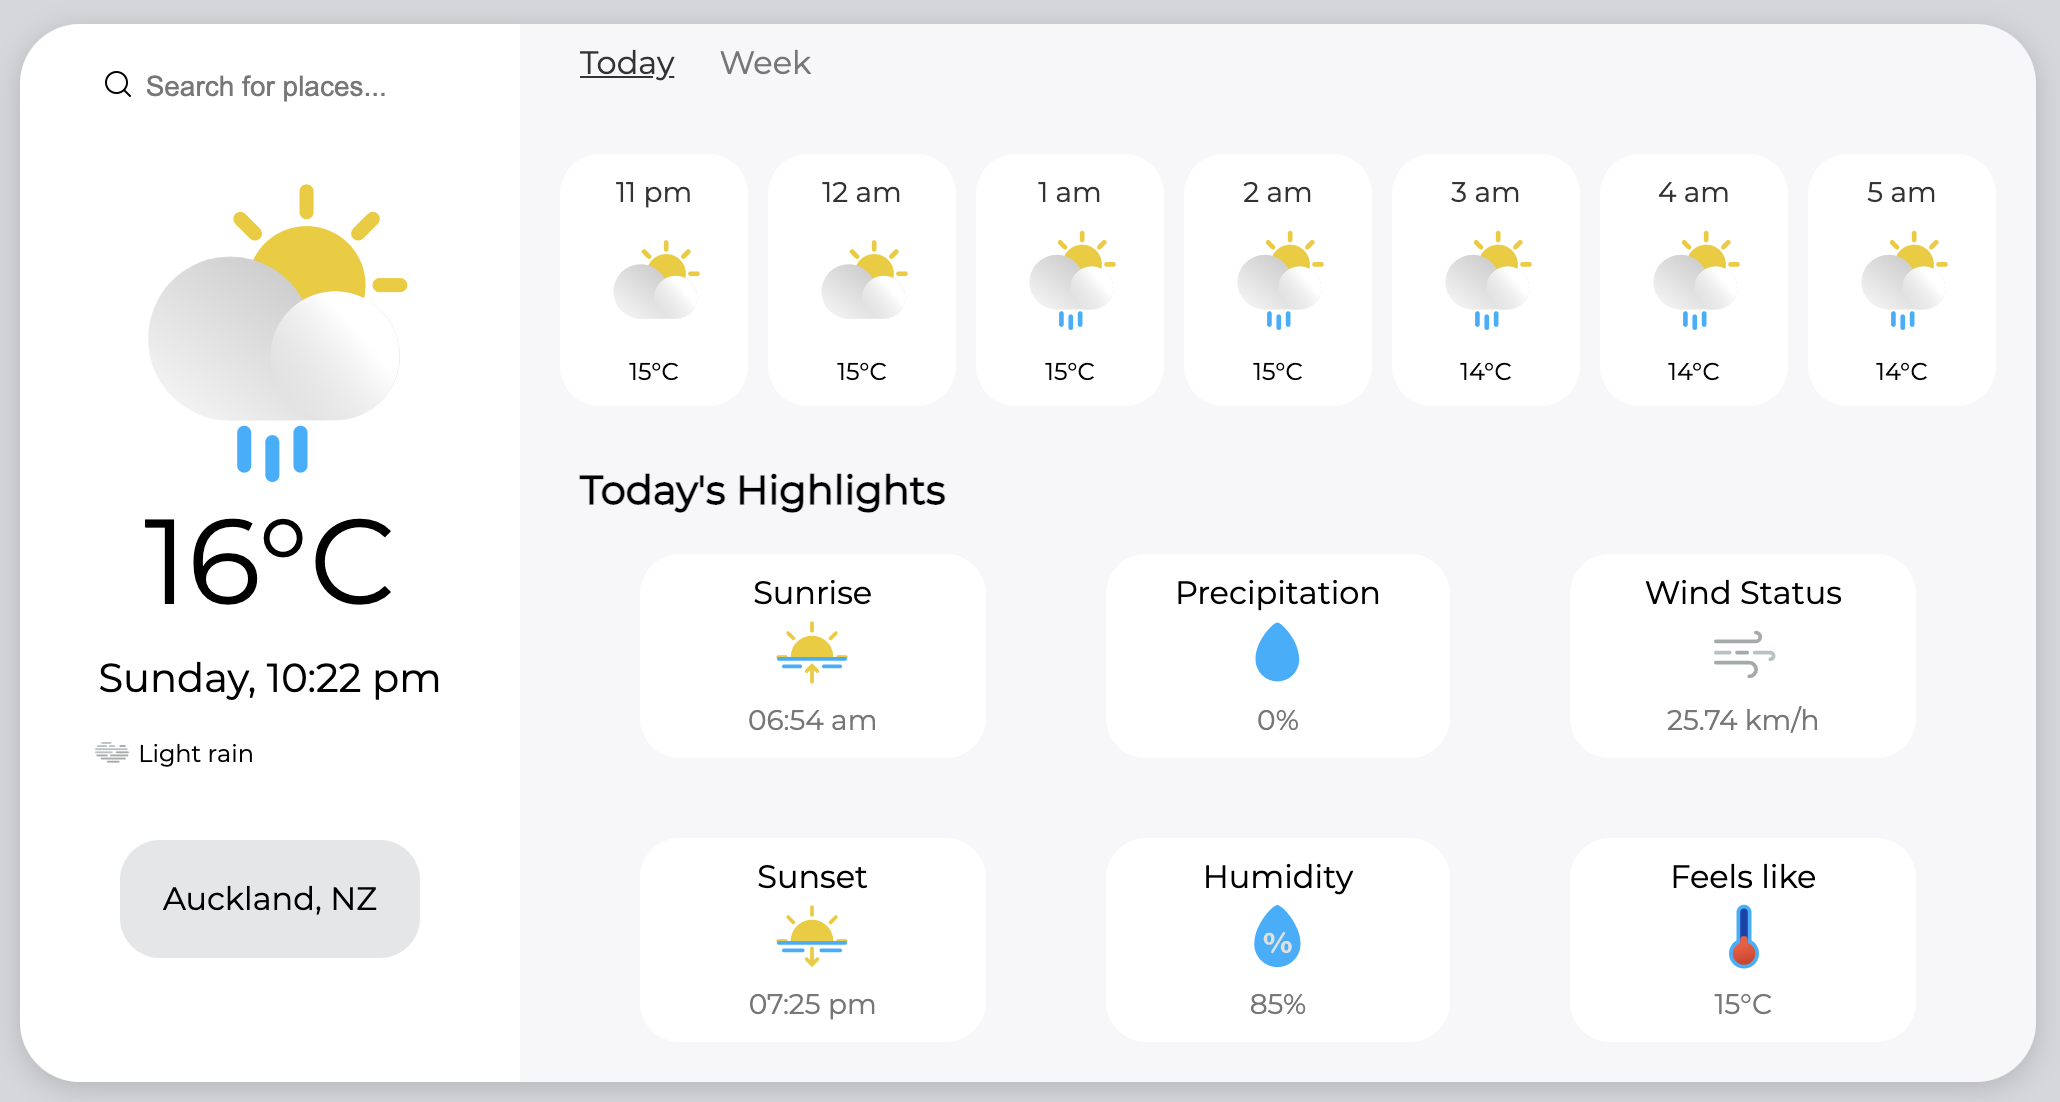 Search for places...
16°C
Sunday, 10:22 pm
Light rain
Auckland, NZ
Today Week
11 pm 12 am 1 am 2 am 3 am 4 am 5 am
15°C 15°C 15°C 15°C 14°C 14°C 14°C
Today's Highlights
Sunrise Precipitation Wind Status
06:54 am 0% 25.74 km/h
Sunset Humidity Feels like
%
07:25 pm 85% 15°C